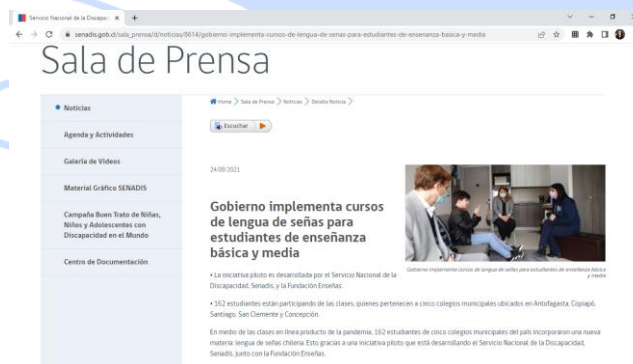 Servicio Nacional de la Discapac
senadis.gob.cl/sala_prensa/d/noticias/8614/gobierno-implementa-cursos-de-lengua-de-senas-para-estudiantes-de-ensenanza-basica-y-media
Sala de Prensa
Noticias
Agenda y Actividades
Galería de Videos
Material Gráfico SENADIS
Campaña Buen Trato de Niñas,
Niños y Adolescentes con
Discapacidad en el Mundo
Centro de Documentación
Home > Sala de Prensa > Noticias > Detalle Noticia >
Escuchar
24/09/2021
Gobierno implementa cursos
de lengua de señas para
estudiantes de enseñanza
básica y media
Gobierno implementa cursos de lengua de señas para estudiantes de enseñanza básica
y media
• La iniciativa piloto es desarrollada por el Servicio Nacional de la
Discapacidad, Senadis, y la Fundación Enseñas.
• 162 estudiantes están participando de las clases, quienes pertenecen a cinco colegios municipales ubicados en Antofagasta, Copiapó,
Santiago, San Clemente y Concepción.
En medio de las clases en línea producto de la pandemia, 162 estudiantes de cinco colegios municipales del país incorporaron una nueva
materia: lengua de señas chilena. Esto gracias a una iniciativa piloto que está desarrollando el Servicio Nacional de la Discapacidad,
Senadis, junto con la Fundación Enseñas.